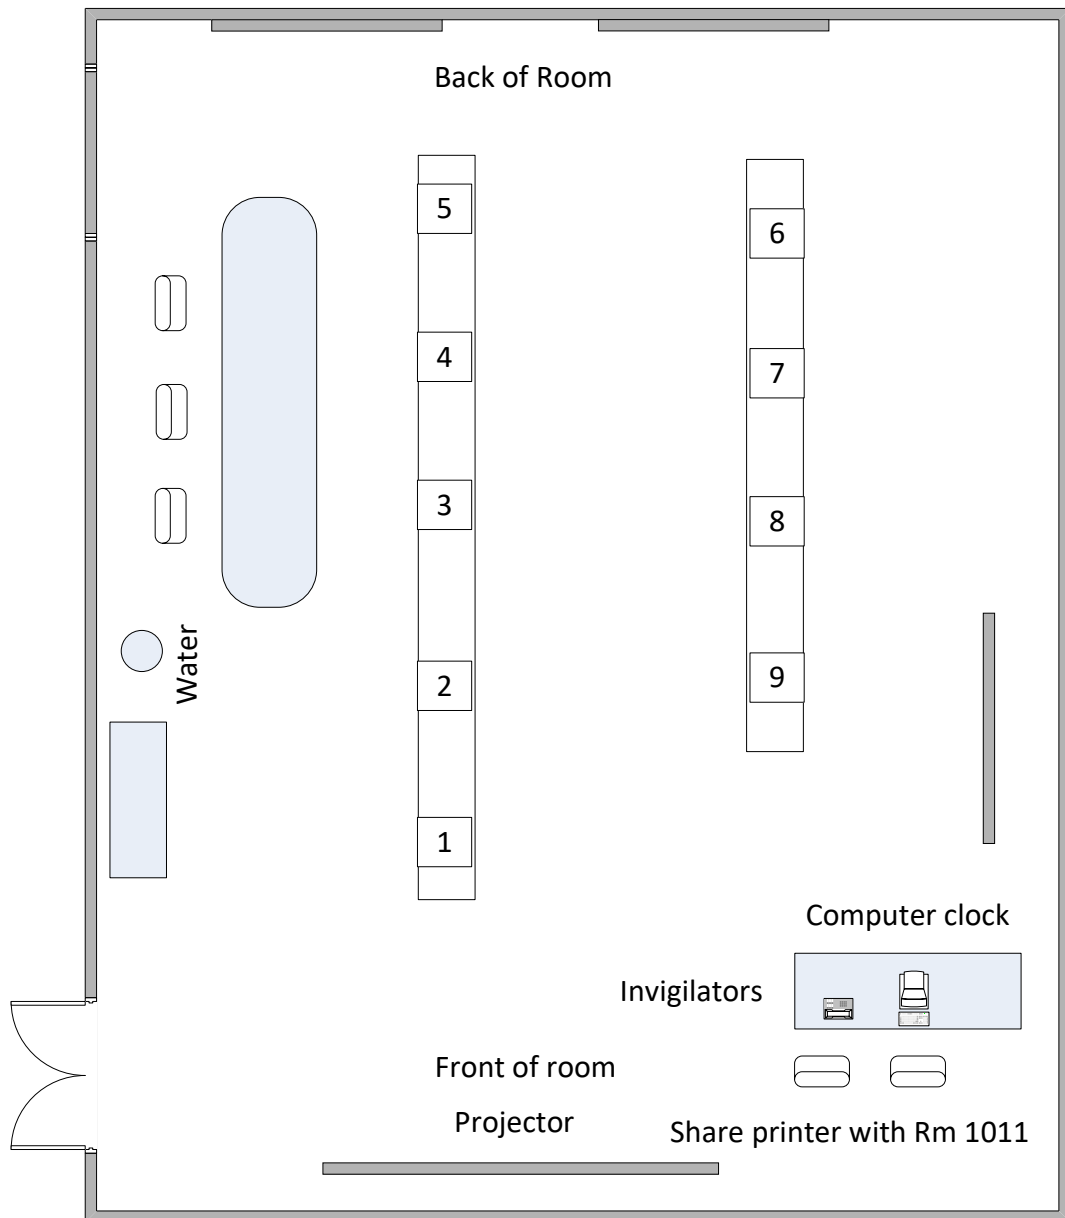 Back of Room
5
6
4
7
3
8
Water
2
9
1
Computer clock
Invigilators
Front of room
Projector
Share printer with Rm 1011